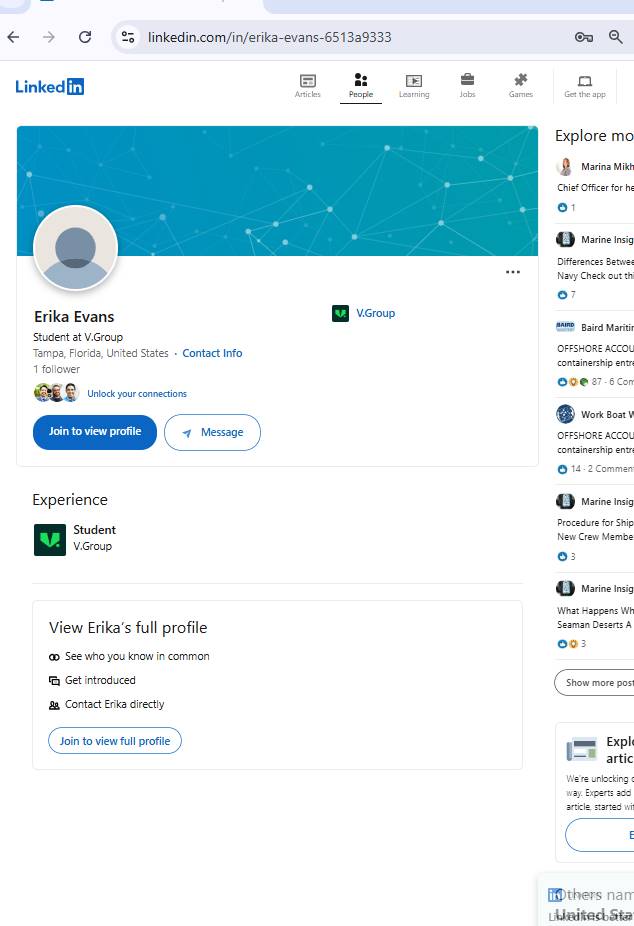 linkedin.com/in/erika-evans-6513a9333
Linked in
Articles
People
Learning
Jobs
Games
Get the app
Erika Evans
Student at V.Group
Tampa, Florida, United States · Contact Info
1 follower
Unlock your connections
Join to view profile
Message
V.Group
Experience
Student
V.Group
View Erika's full profile
See who you know in common
Get introduced
Contact Erika directly
Join to view full profile
Explore mo
Marina Mikh
Chief Officer for he
1
Marine Insig
Differences Betwee
Navy Check out thi
7
Baird Maritin
OFFSHORE ACCOU
containership entre
87 · 6 Com
Work Boat W
OFFSHORE ACCOU
containership entre
14 · 2 Commen
Marine Insig
Procedure for Ship
New Crew Membe
3
Marine Insig
What Happens Wh
Seaman Deserts A
3
Show more post
Explo
artic
We're unlocking c
way. Experts add
article, started wit
E
Others nam
United Sta
LinkedIn is better